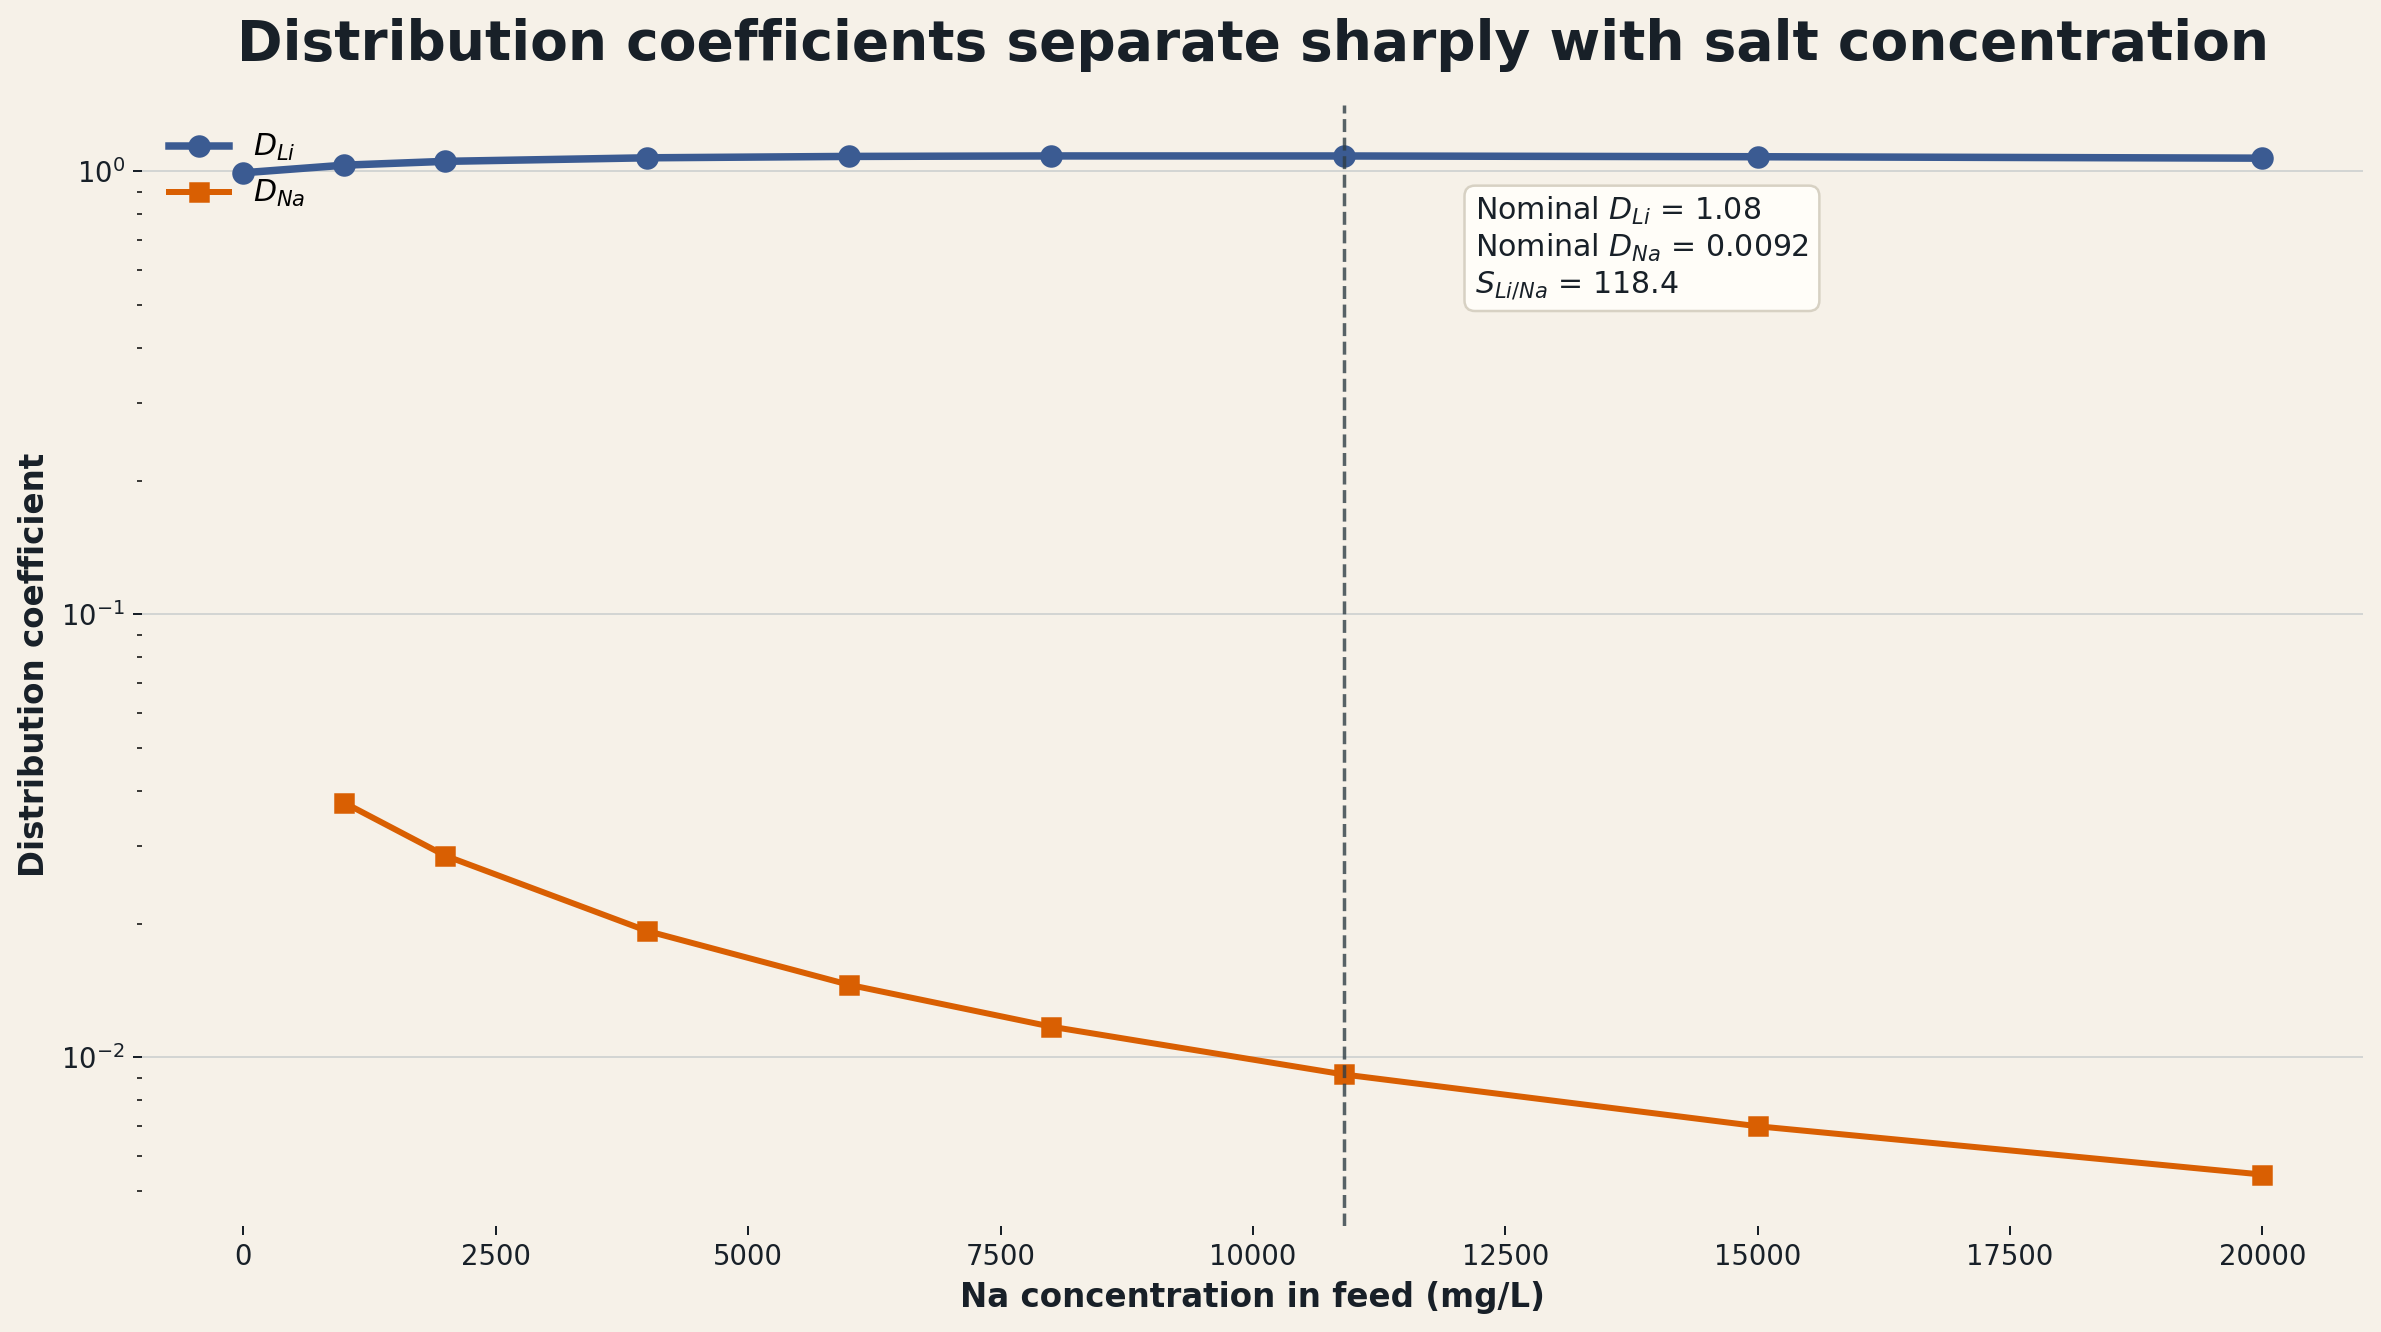 Distribution coefficients separate sharply with salt concentration
D_Li
D_Na
Nominal D_Li = 1.08
Nominal D_Na = 0.0092
S_Li/Na = 118.4
Distribution coefficient
10^0
10^−1
10^−2
0 2500 5000 7500 10000 12500 15000 17500 20000
Na concentration in feed (mg/L)